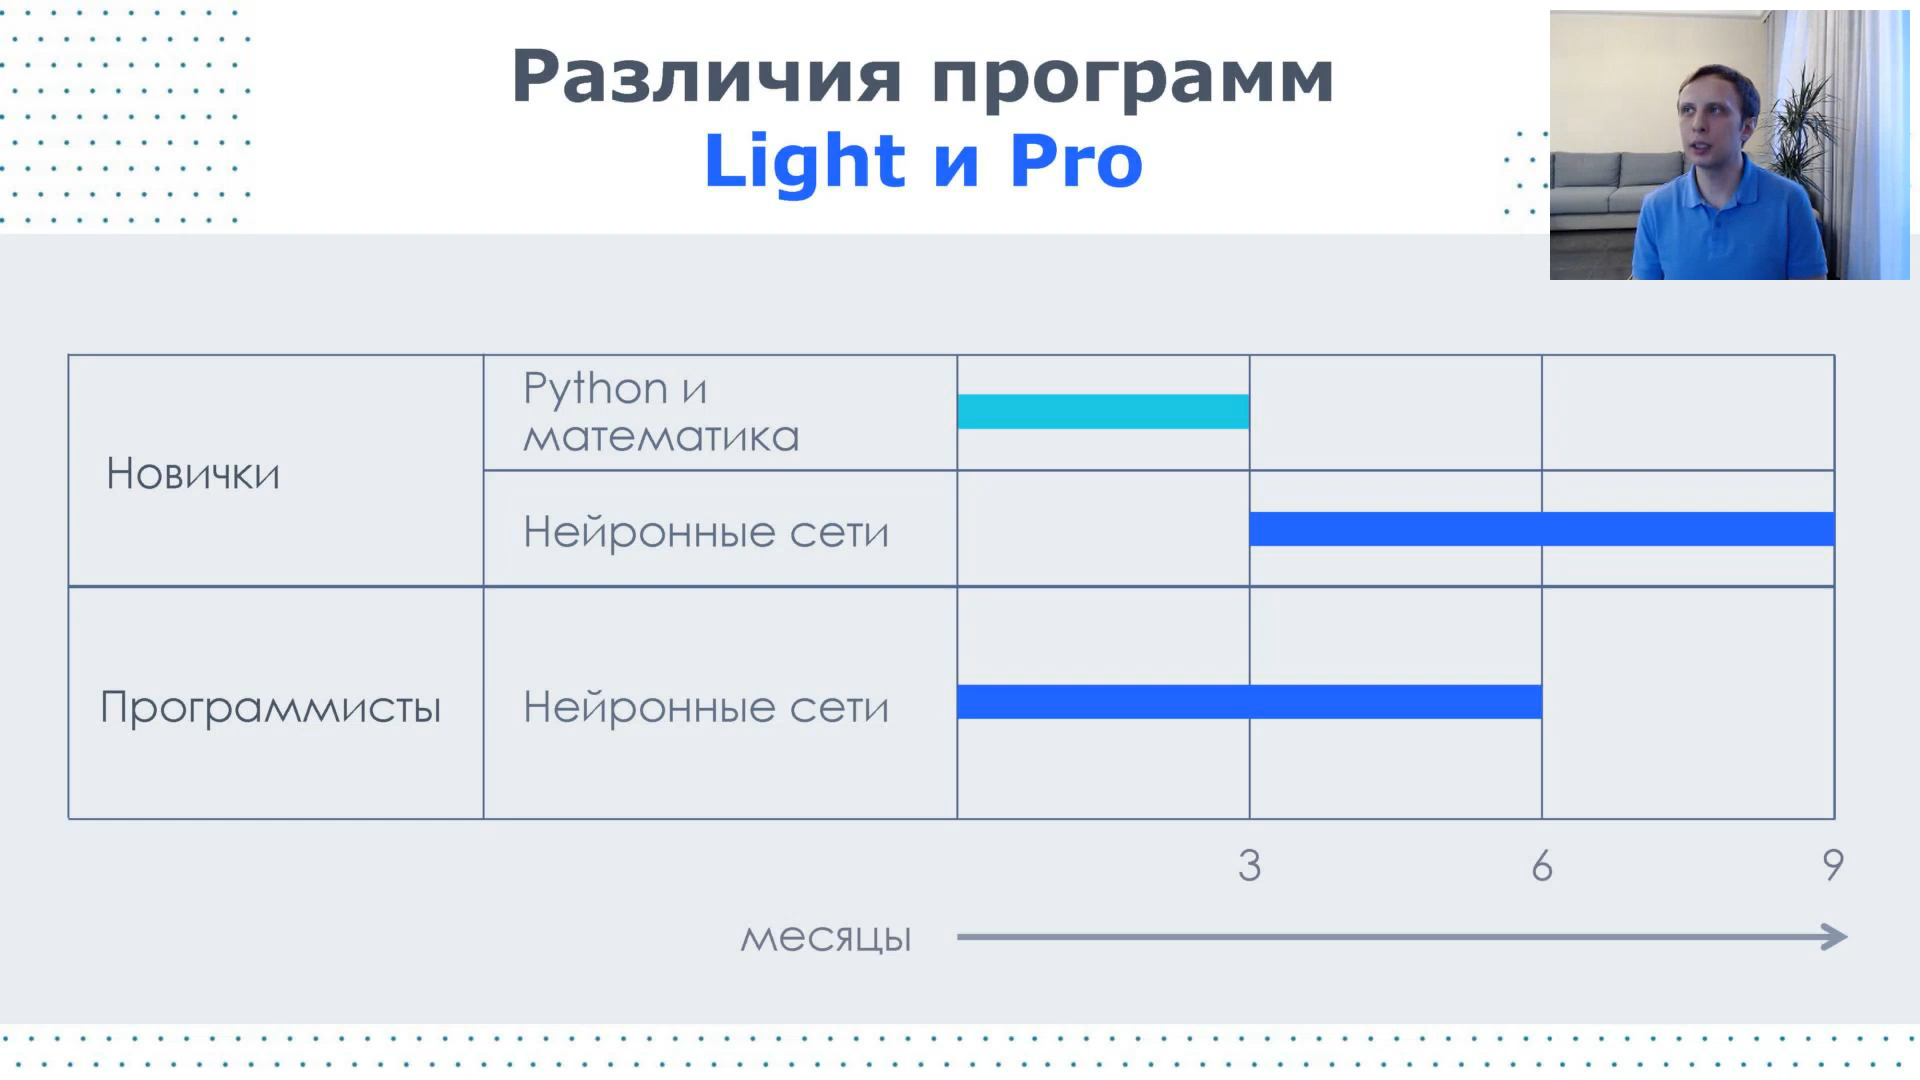 Различия программ
Light и Pro
Новички
Python и
математика
Нейронные сети
Программисты
Нейронные сети
3
6
9
месяцы